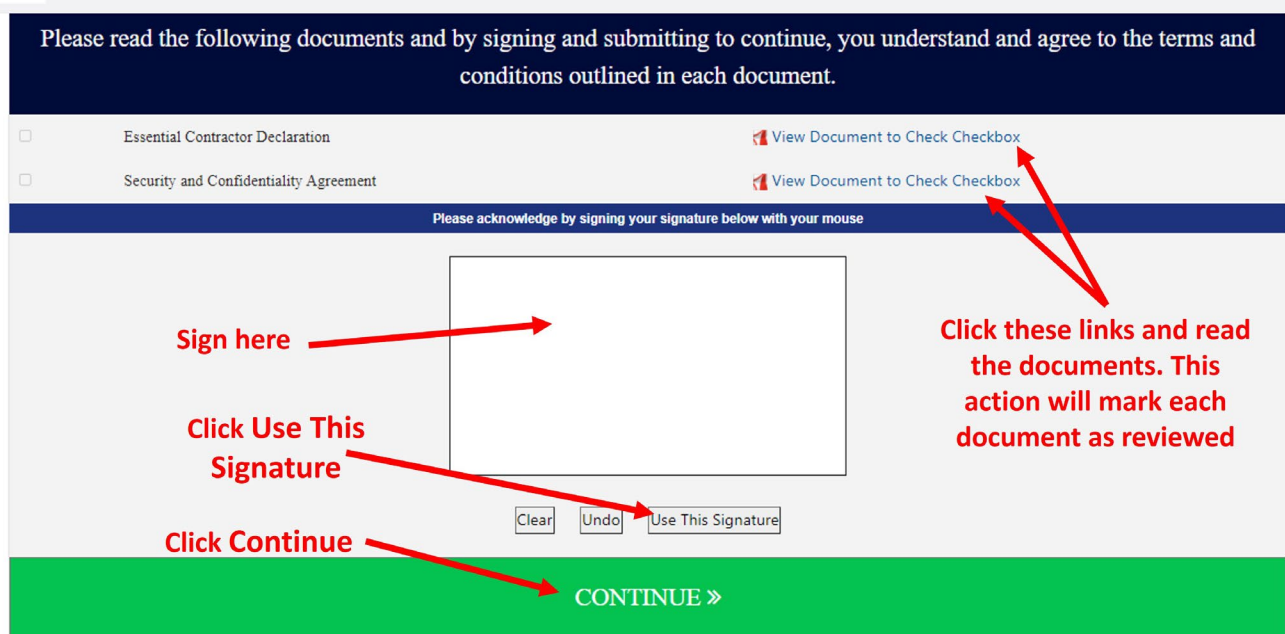 Please read the following documents and by signing and submitting to continue, you understand and agree to the terms and
conditions outlined in each document.
Essential Contractor Declaration
View Document to Check Checkbox
Security and Confidentiality Agreement
View Document to Check Checkbox
Please acknowledge by signing your signature below with your mouse
Sign here
Click these links and read
the documents. This
action will mark each
document as reviewed
Click Use This
Signature
Clear
Undo
Use This Signature
Click Continue
CONTINUE »